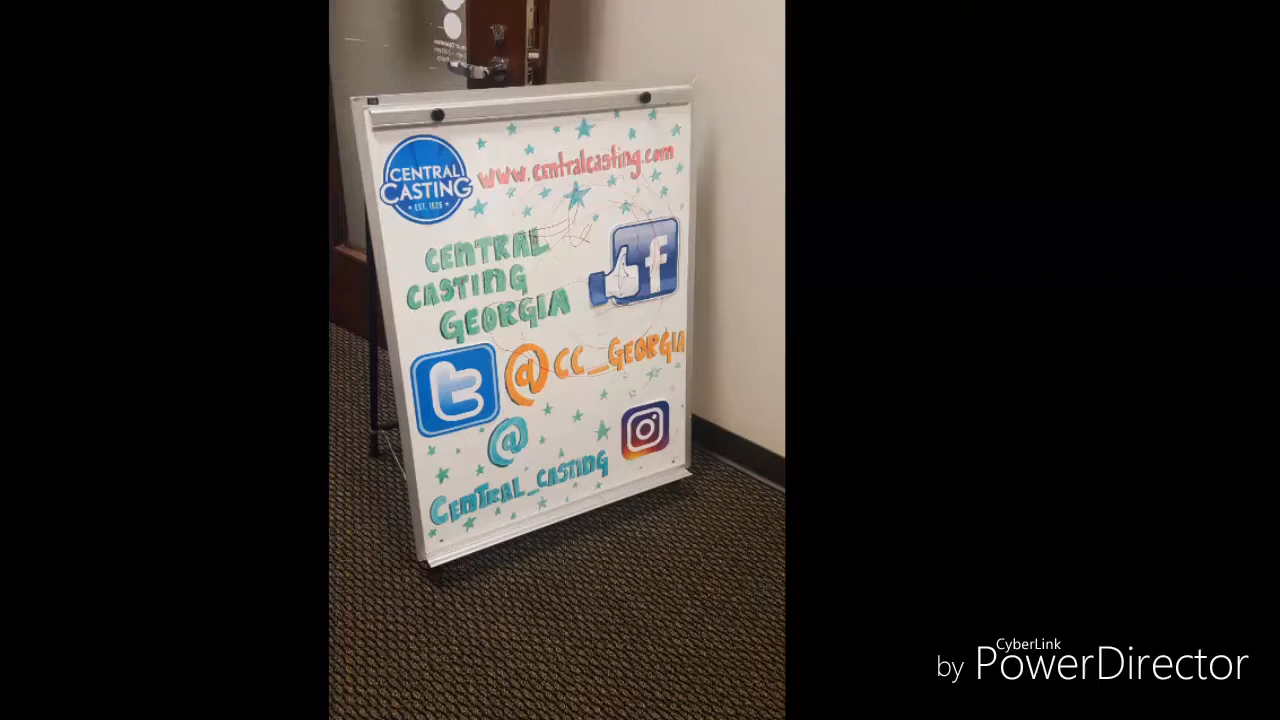 CENTRAL
CASTING
EST. 1925
www.centralcasting.com
CENTRAL
CASTING
GEORGIA
f
t
@CC_GEORGIA
@
CENTRAL_CASTING
CyberLink
by PowerDirector